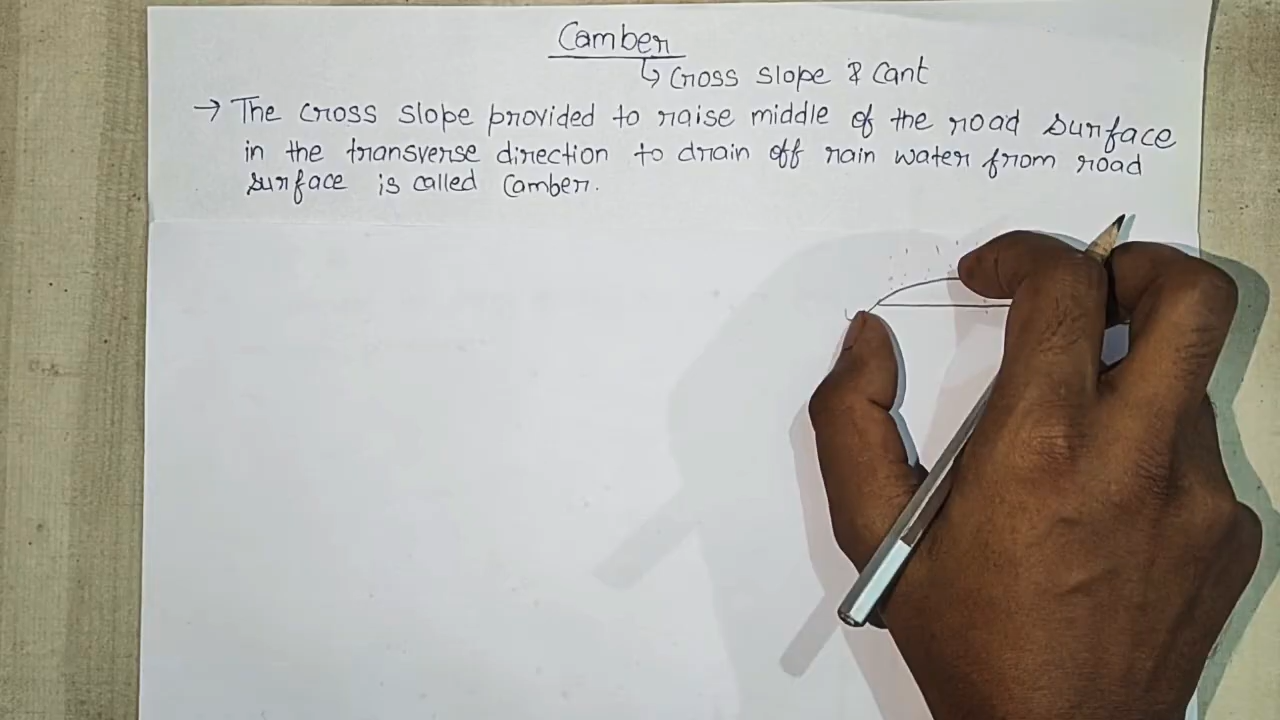 Camber
↳ Cross slope & Cant
→ The cross slope provided to raise middle of the road surface
in the transverse direction to drain off rain water from road
surface is called Camber.